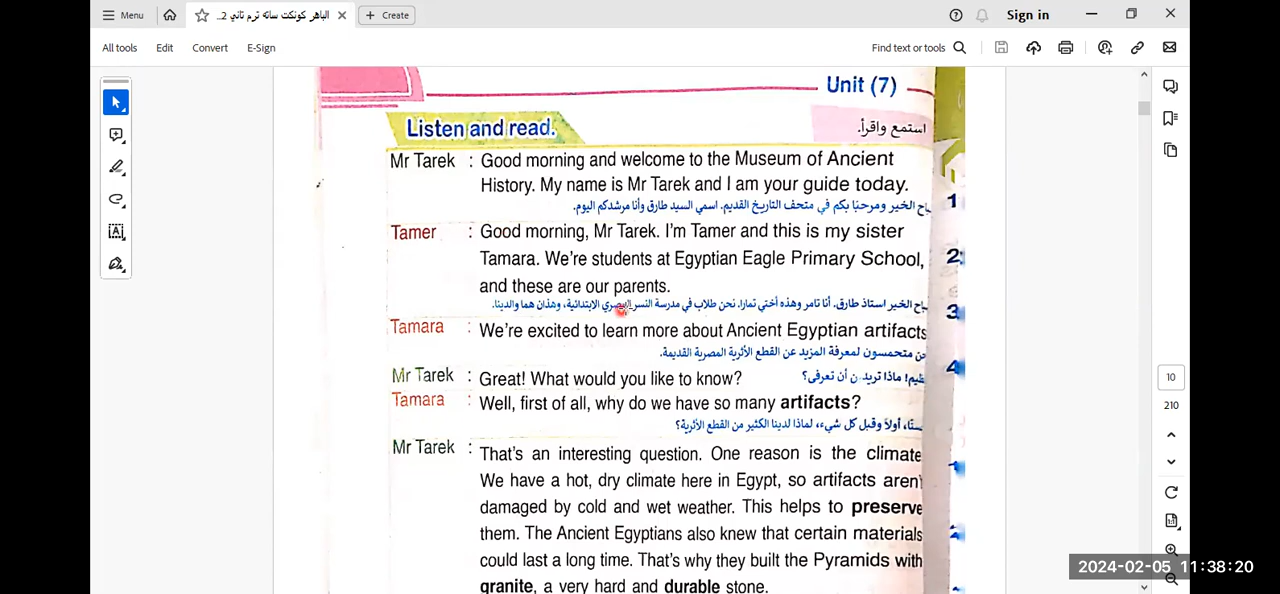 Menu
الباهر كونكت ساتة ترم تاني 2...
+ Create
Sign in
All tools Edit Convert E-Sign
Find text or tools
Unit (7)
Listen and read.
استمع واقرأ.
Mr Tarek : Good morning and welcome to the Museum of Ancient
History. My name is Mr Tarek and I am your guide today.
الخير ومرحبًا بكم في متحف التاريخ القديم. اسمي السيد طارق وأنا مرشدكم اليوم.
1
Tamer : Good morning, Mr Tarek. I'm Tamer and this is my sister
Tamara. We're students at Egyptian Eagle Primary School,
2
and these are our parents.
الخير استاذ طارق. أنا تامر وهذه أختي تمارا. نحن طلاب في مدرسة النسر المصري الابتدائية، وهذان هما والدينا.
3
Tamara : We're excited to learn more about Ancient Egyptian artifacts
متحمسون لمعرفة المزيد عن القطع الأثرية المصرية القديمة.
4
Mr Tarek : Great! What would you like to know?
ماذا تريدين أن تعرفي؟
10
Tamara : Well, first of all, why do we have so many artifacts?
210
أولاً وقبل كل شيء، لماذا لدينا الكثير من القطع الأثرية؟
Mr Tarek : That's an interesting question. One reason is the climate
We have a hot, dry climate here in Egypt, so artifacts aren'
damaged by cold and wet weather. This helps to preserve
them. The Ancient Egyptians also knew that certain materials
could last a long time. That's why they built the Pyramids with
granite, a very hard and durable stone.
2024-02-05 11:38:20